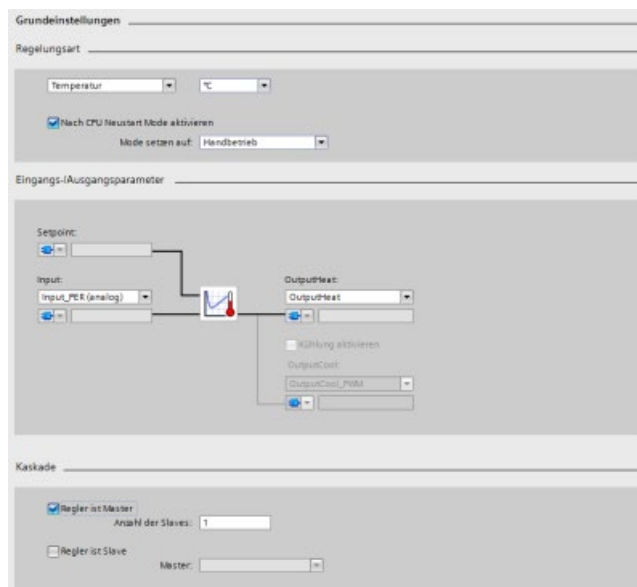 Grundeinstellungen
Regelungsart
Temperatur
°C
Nach CPU Neustart Mode aktivieren
Mode setzen auf: Handbetrieb
Eingangs-/Ausgangsparameter
Setpoint:
Input:
Input_PER (analog)
OutputHeat:
OutputHeat
Kühlung aktivieren
OutputCool:
OutputCool_PWM
Kaskade
Regler ist Master
Anzahl der Slaves: 1
Regler ist Slave
Master: